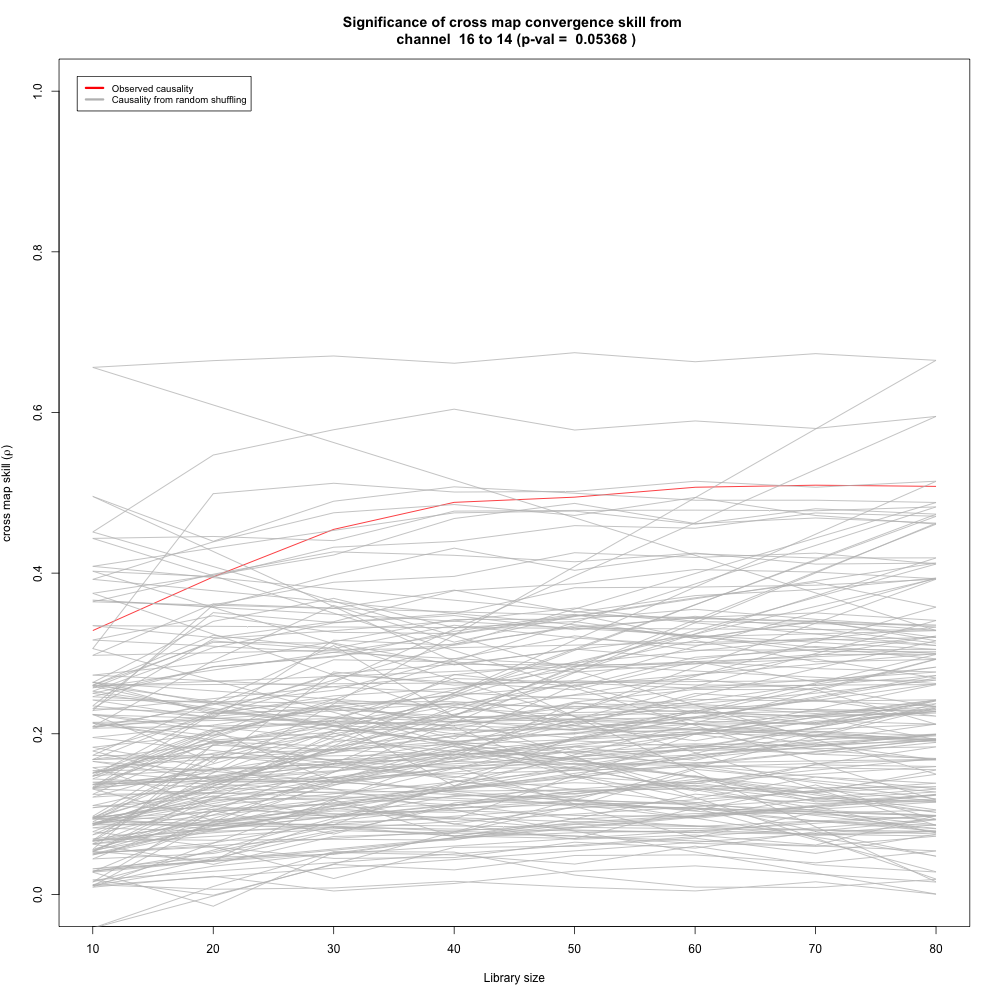 Significance of cross map convergence skill from
channel  16 to 14 (p-val =  0.05368 )
Observed causality
Causality from random shuffling
cross map skill (ρ)
1.0
0.8
0.6
0.4
0.2
0.0
10 20 30 40 50 60 70 80
Library size